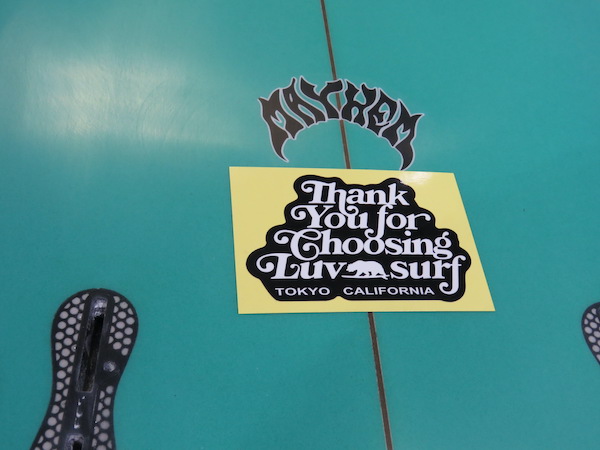 MAYHEM
Thank
You for
Choosing
Luv surf
TOKYO CALIFORNIA